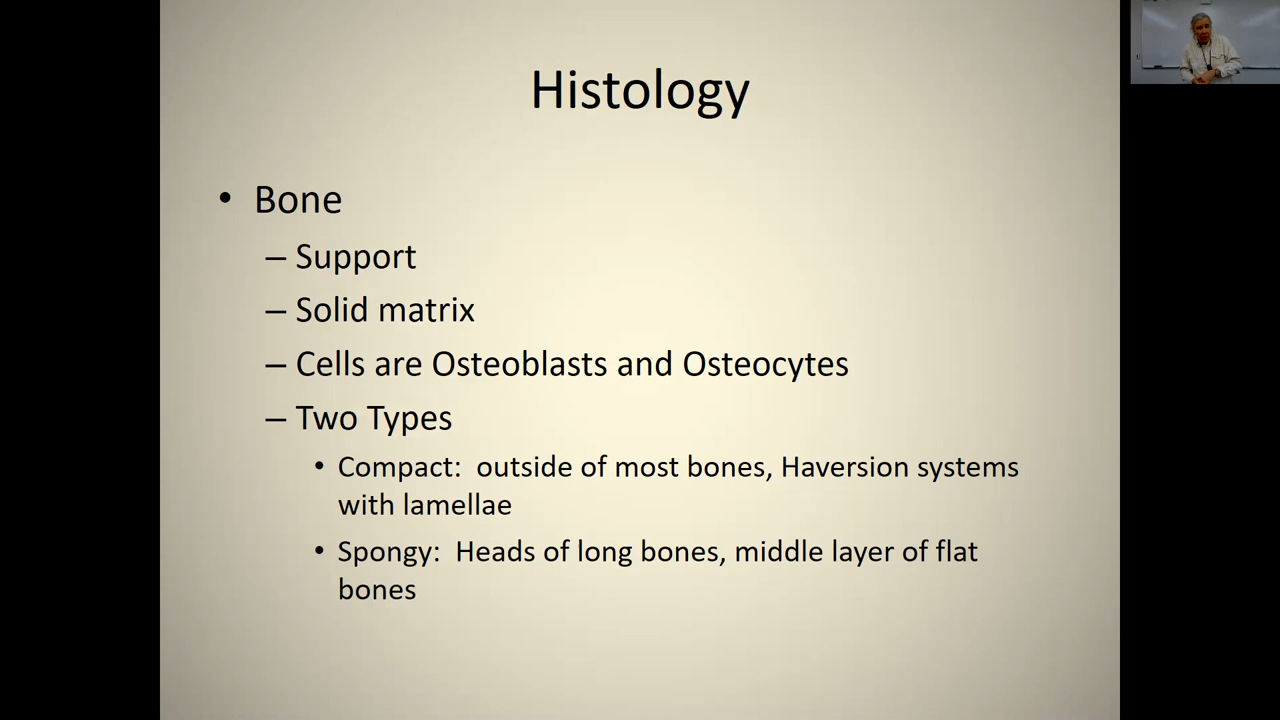 Histology
• Bone
– Support
– Solid matrix
– Cells are Osteoblasts and Osteocytes
– Two Types
• Compact: outside of most bones, Haversion systems
with lamellae
• Spongy: Heads of long bones, middle layer of flat
bones